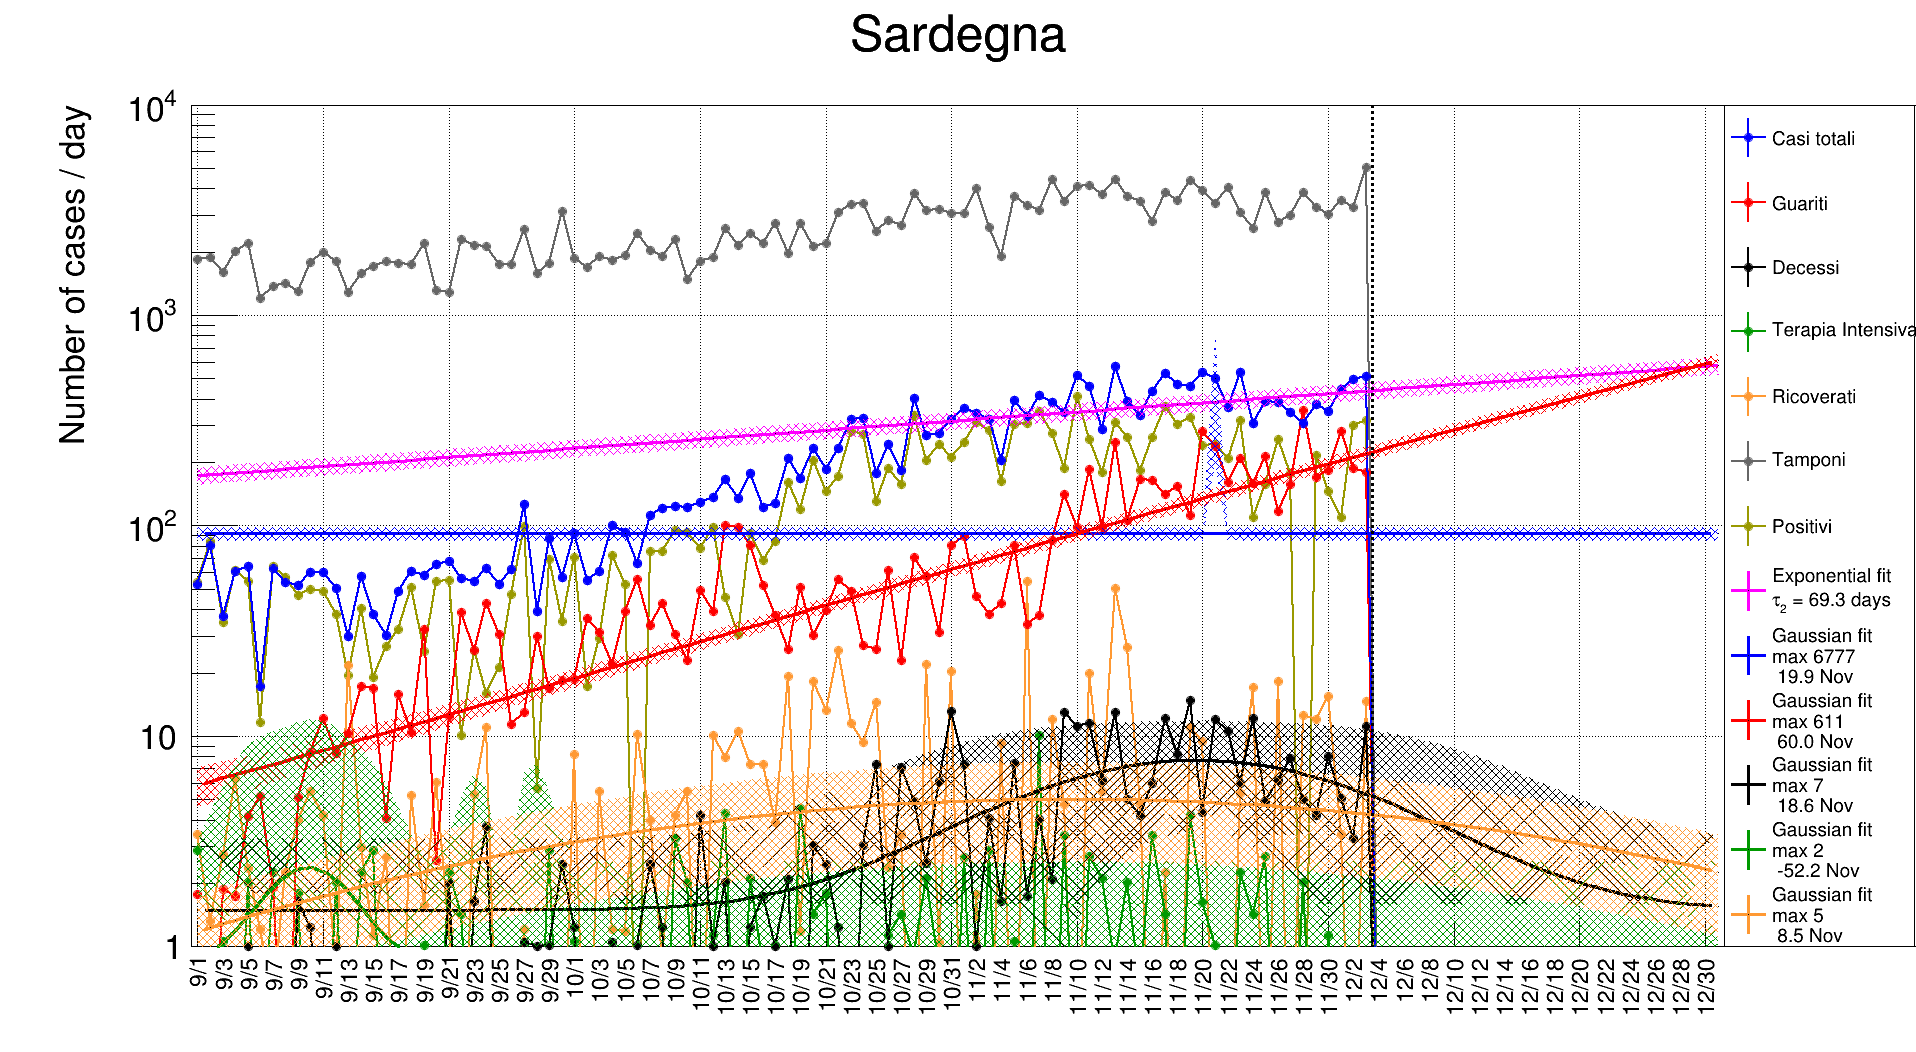 Sardegna
Number of cases / day
10^4
10^3
10^2
10
1
9/1 9/3 9/5 9/7 9/9 9/11 9/13 9/15 9/17 9/19 9/21 9/23 9/25 9/27 9/29 10/1 10/3 10/5 10/7 10/9 10/11 10/13 10/15 10/17 10/19 10/21 10/23 10/25 10/27 10/29 10/31 11/2 11/4 11/6 11/8 11/10 11/12 11/14 11/16 11/18 11/20 11/22 11/24 11/26 11/28 11/30 12/2 12/4 12/6 12/8 12/10 12/12 12/14 12/16 12/18 12/20 12/22 12/24 12/26 12/28 12/30
Casi totali
Guariti
Decessi
Terapia Intensiva
Ricoverati
Tamponi
Positivi
Exponential fit
τ₂ = 69.3 days
Gaussian fit
max 6777
19.9 Nov
Gaussian fit
max 611
60.0 Nov
Gaussian fit
max 7
18.6 Nov
Gaussian fit
max 2
-52.2 Nov
Gaussian fit
max 5
8.5 Nov